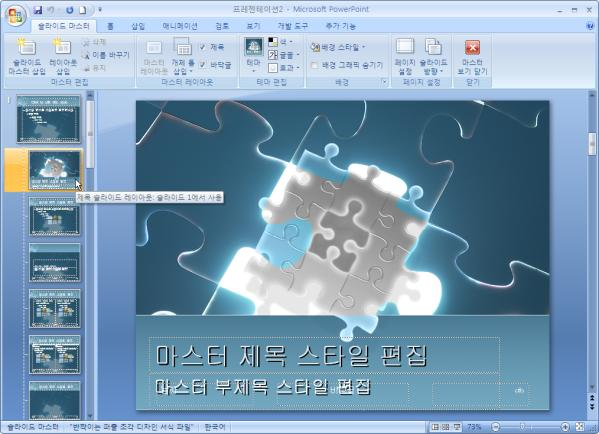 프레젠테이션2 - Microsoft PowerPoint
슬라이드 마스터 홈 삽입 애니메이션 검토 보기 개발 도구 추가 기능
슬라이드 마스터 삽입
레이아웃 삽입
삭제
이름 바꾸기
유지
마스터 편집
마스터 레이아웃
개체 틀 삽입
제목
바닥글
마스터 레이아웃
테마
색
글꼴
효과
테마 편집
배경 스타일
배경 그래픽 숨기기
배경
페이지 설정
슬라이드 방향
페이지 설정
마스터 보기 닫기
닫기
1
제목 슬라이드 레이아웃: 슬라이드 1에서 사용
마스터 제목 스타일 편집
마스터 부제목 스타일 편집
슬라이드 마스터 "반짝이는 퍼즐 조각 디자인 서식 파일" 한국어 73%